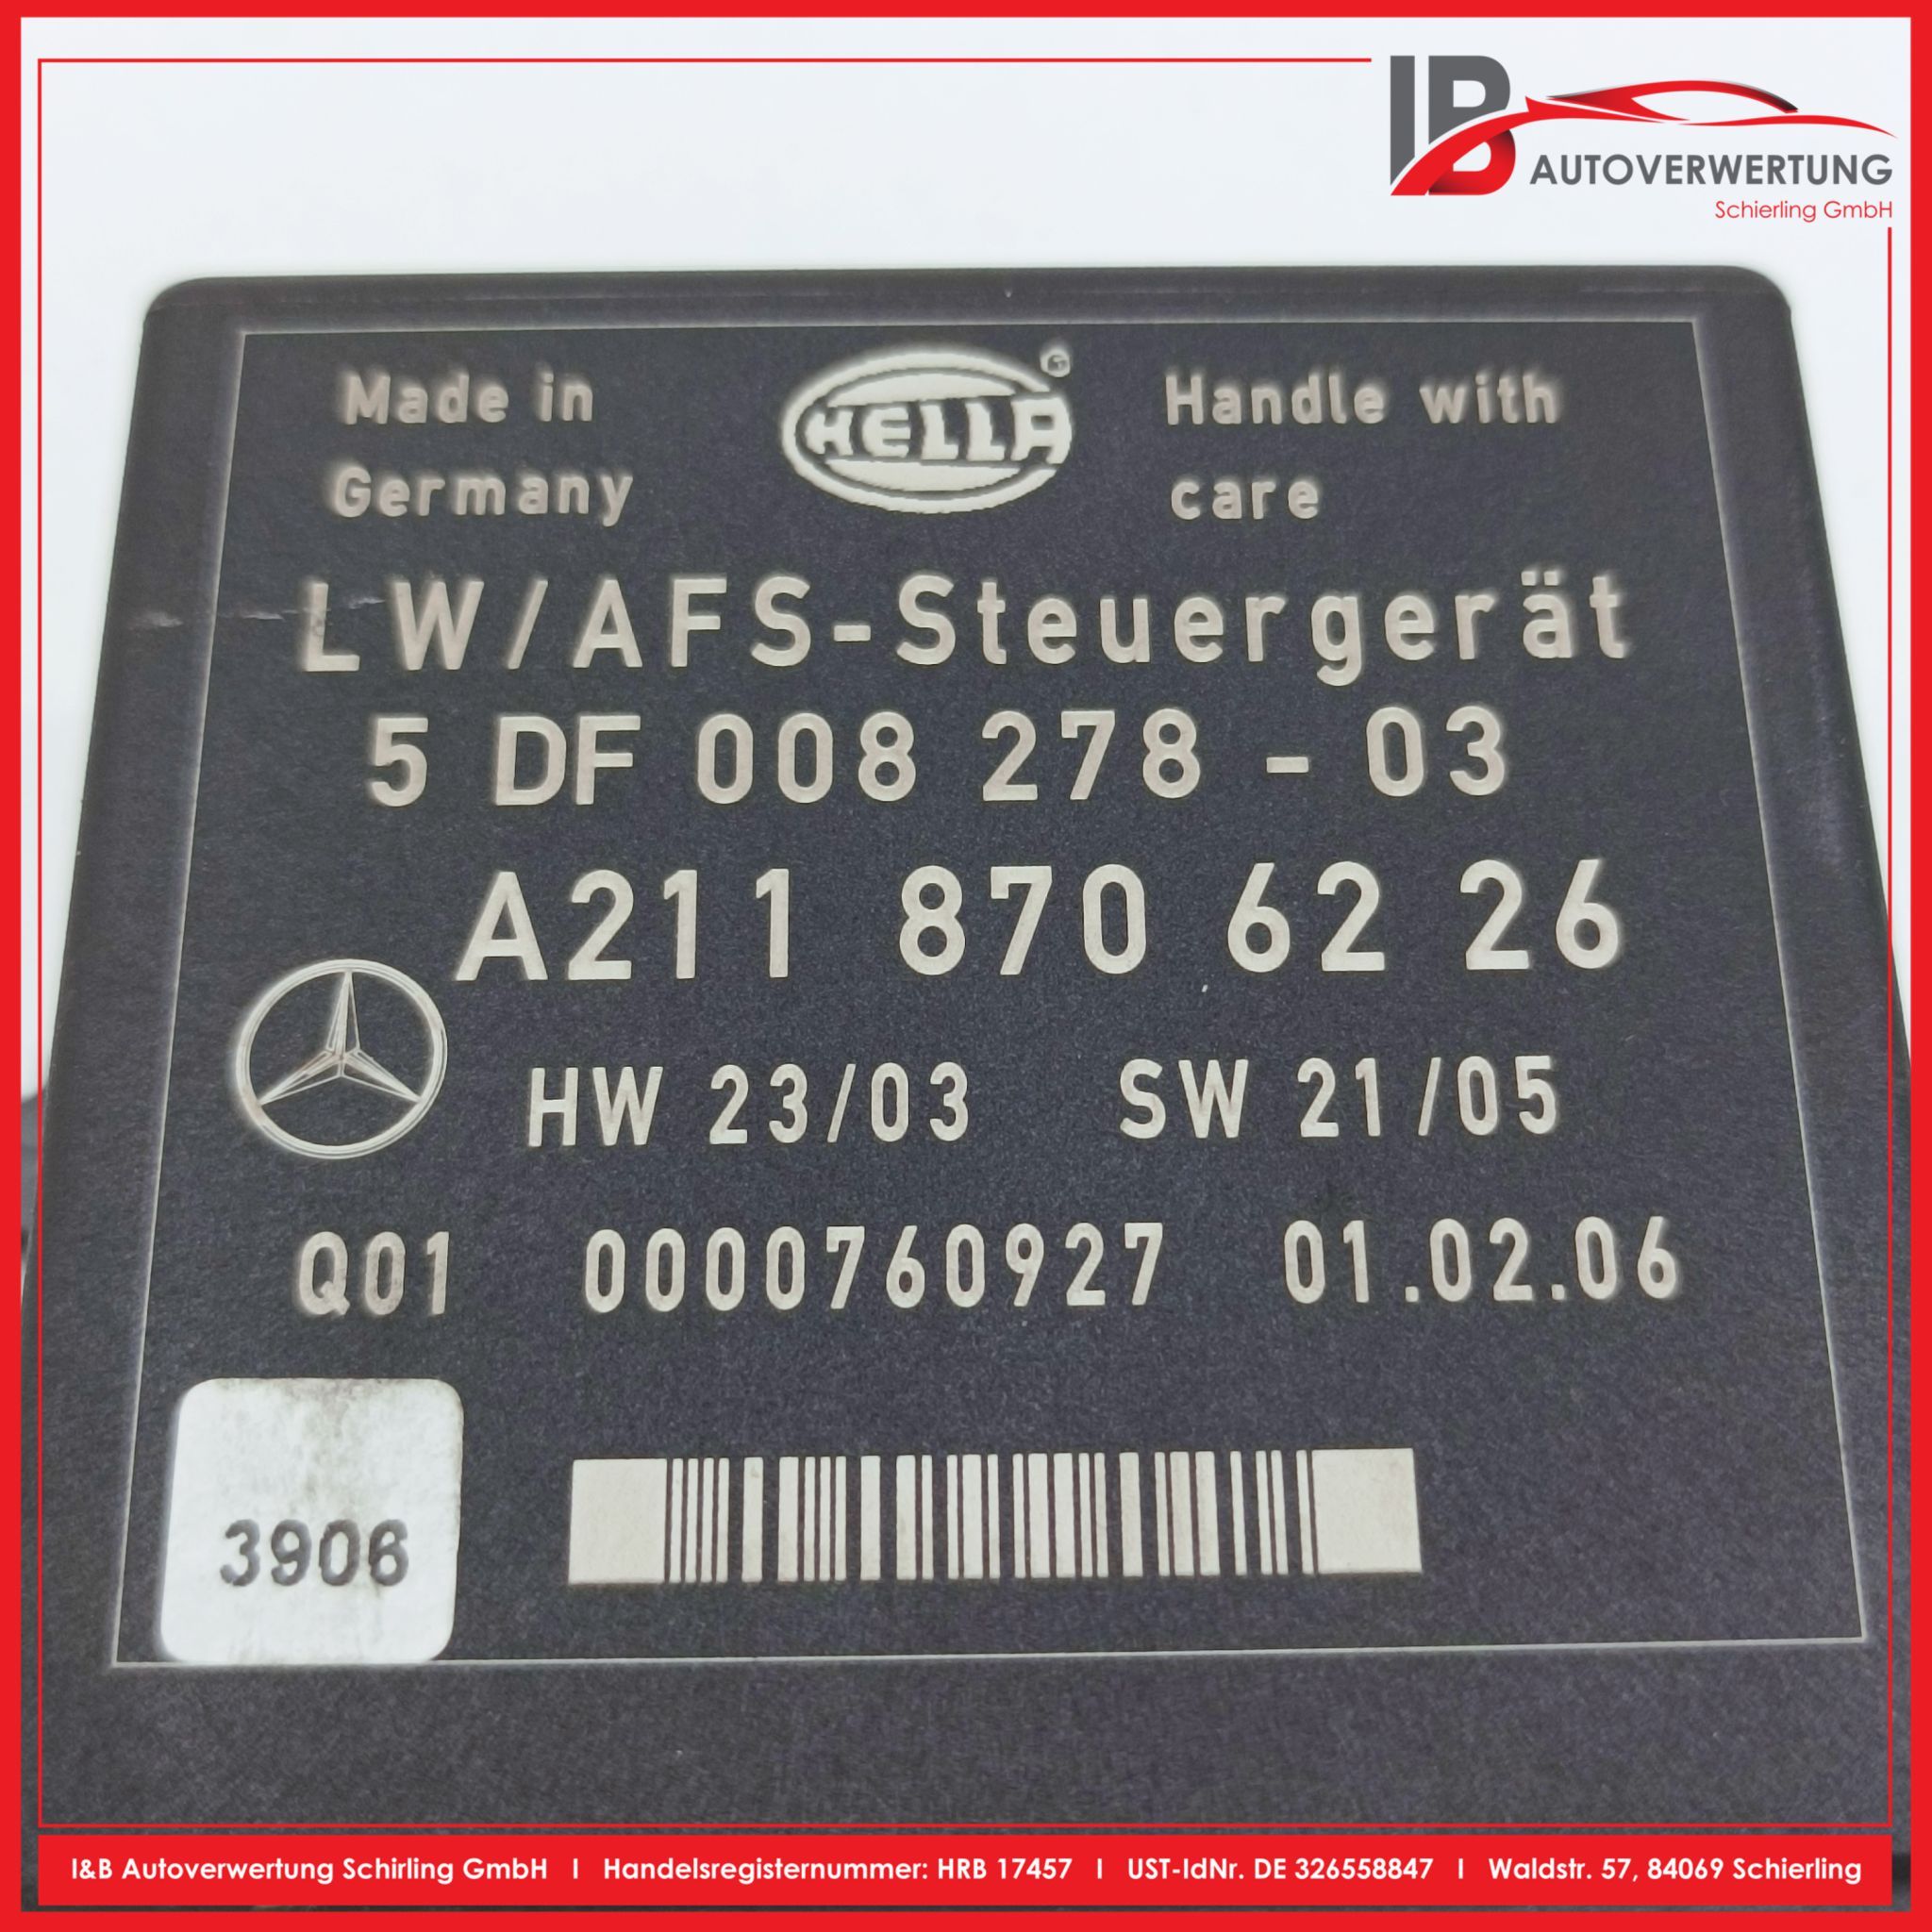 IB AUTOVERWERTUNG
Schierling GmbH
Made in
Germany
HELLA
Handle with
care
LW/AFS-Steuergerät
5 DF 008 278 - 03
A211 870 62 26
HW 23/03 SW 21/05
Q01 0000760927 01.02.06
3906
I&B Autoverwertung Schirling GmbH I Handelsregisternummer: HRB 17457 I UST-IdNr. DE 326558847 I Waldstr. 57, 84069 Schierling